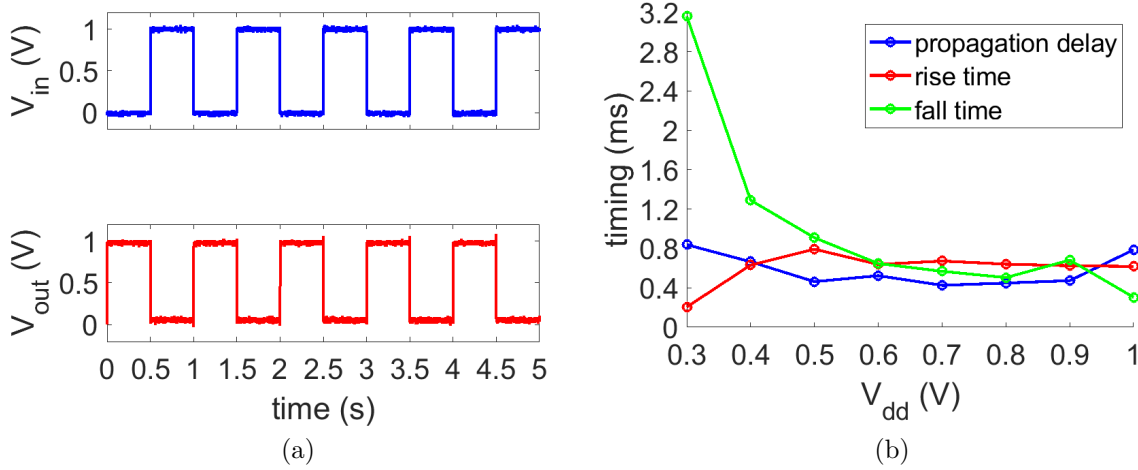 V_in (V)
1
0.5
0
V_out (V)
1
0.5
0
0 0.5 1 1.5 2 2.5 3 3.5 4 4.5 5
time (s)
(a)
timing (ms)
3.2
2.8
2.4
2
1.6
1.2
0.8
0.4
0
propagation delay
rise time
fall time
0.3 0.4 0.5 0.6 0.7 0.8 0.9 1
V_dd (V)
(b)